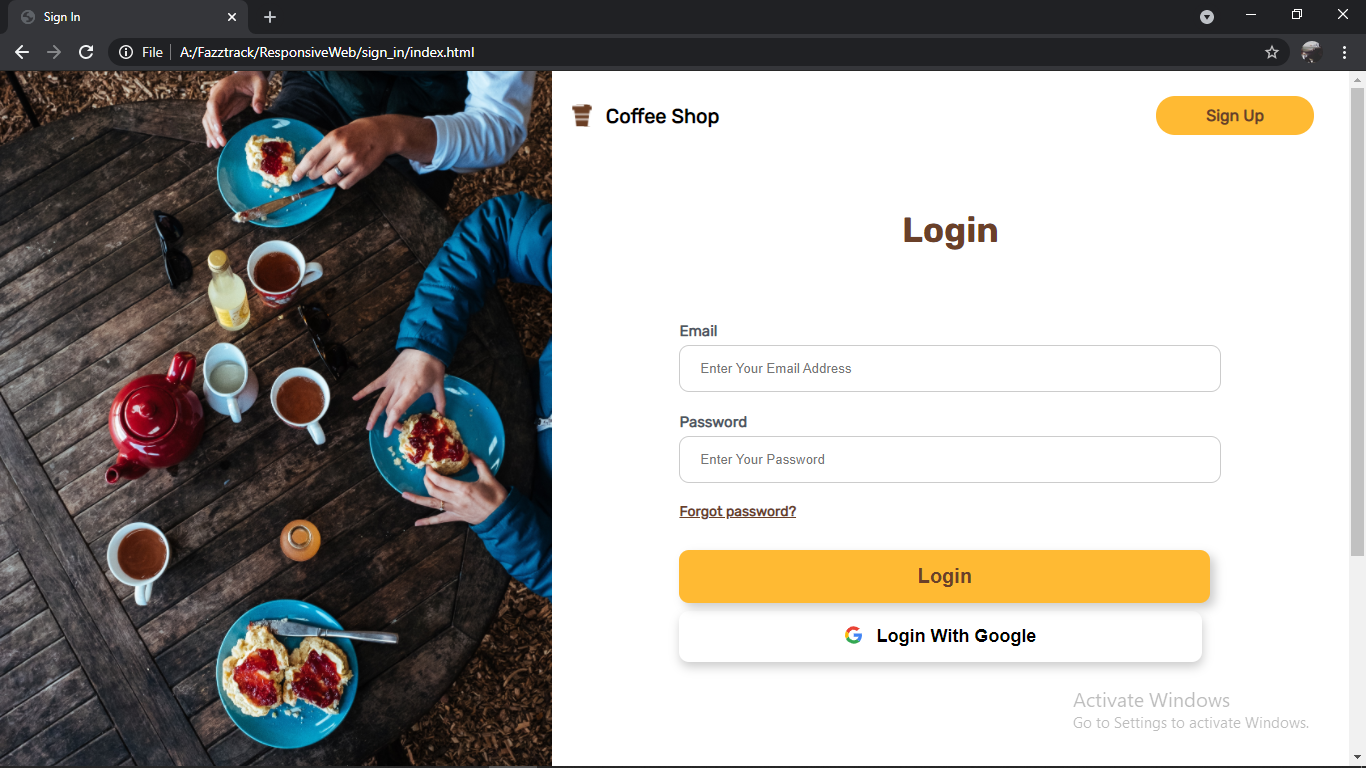 Sign In
File
A:/Fazztrack/ResponsiveWeb/sign_in/index.html
Coffee Shop
Sign Up
Login
Email
Enter Your Email Address
Password
Enter Your Password
Forgot password?
Login
Login With Google
Activate Windows
Go to Settings to activate Windows.